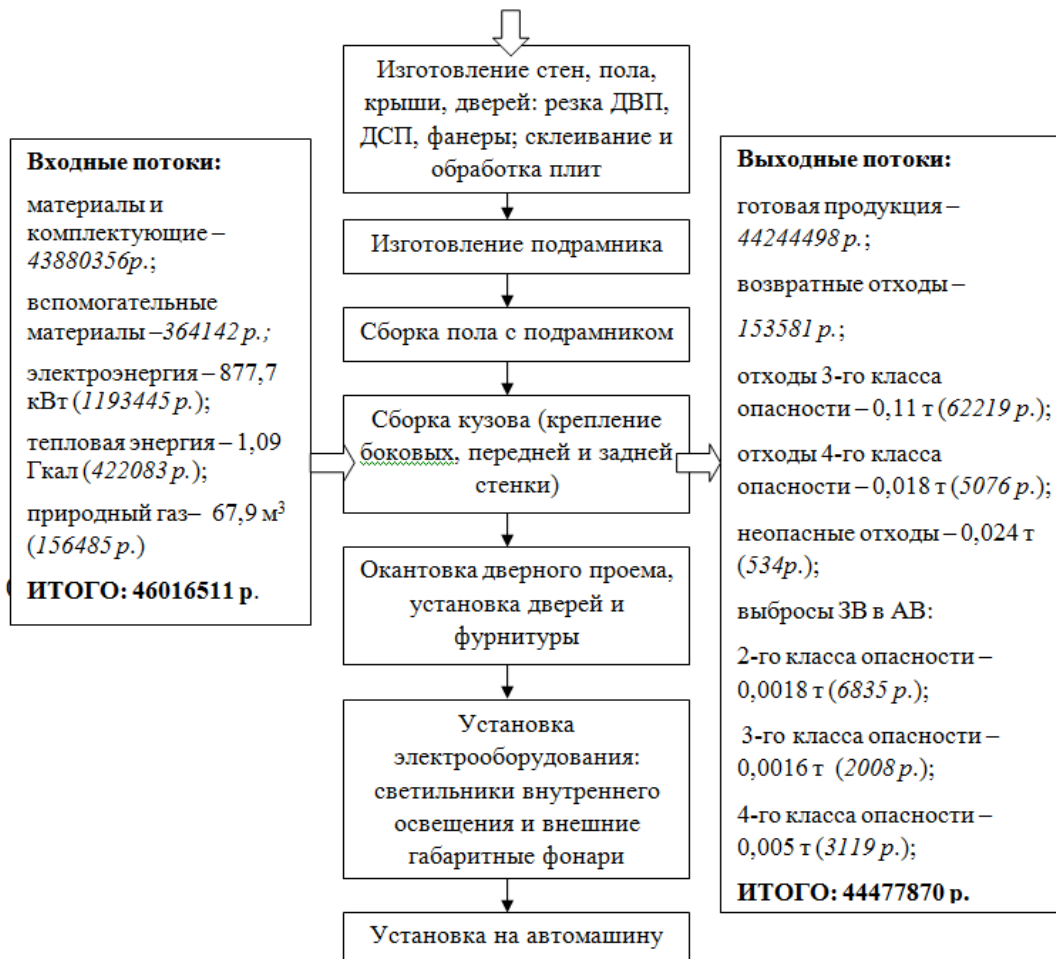 Изготовление стен, пола,
крыши, дверей: резка ДВП,
ДСП, фанеры; склеивание и
обработка плит
Изготовление подрамника
Сборка пола с подрамником
Сборка кузова (крепление
боковых, передней и задней
стенки)
Окантовка дверного проема,
установка дверей и
фурнитуры
Установка
электрооборудования:
светильники внутреннего
освещения и внешние
габаритные фонари
Установка на автомашину
Входные потоки:
материалы и
комплектующие –
43880356р.;
вспомогательные
материалы –364142 р.;
электроэнергия – 877,7
кВт (1193445 р.);
тепловая энергия – 1,09
Гкал (422083 р.);
природный газ– 67,9 м³
(156485 р.)
ИТОГО: 46016511 р.
Выходные потоки:
готовая продукция –
44244498 р.;
возвратные отходы –
153581 р.;
отходы 3-го класса
опасности – 0,11 т (62219 р.);
отходы 4-го класса
опасности – 0,018 т (5076 р.);
неопасные отходы – 0,024 т
(534р.);
выбросы ЗВ в АВ:
2-го класса опасности –
0,0018 т (6835 р.);
3-го класса опасности –
0,0016 т (2008 р.);
4-го класса опасности –
0,005 т (3119 р.);
ИТОГО: 44477870 р.